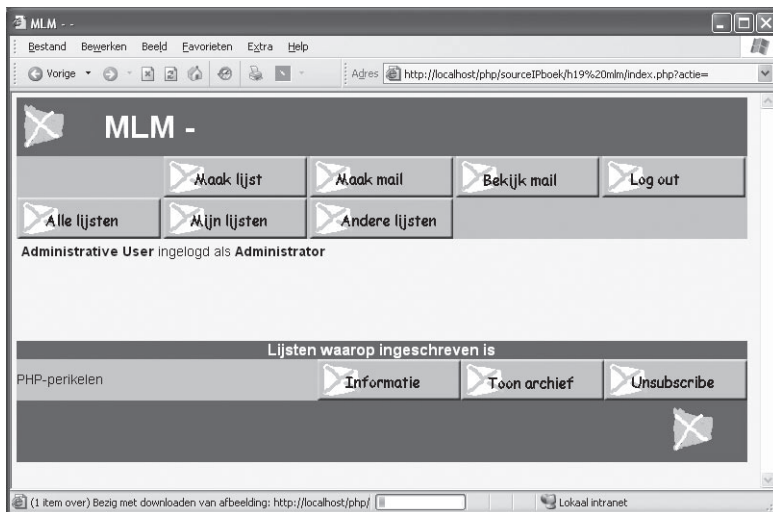 MLM - -
Bestand Bewerken Beeld Favorieten Extra Help
Vorige Adres http://localhost/php/sourceIPboek/h19%20mlm/index.php?actie=
MLM -
Maak lijst Maak mail Bekijk mail Log out
Alle lijsten Mijn lijsten Andere lijsten
Administrative User ingelogd als Administrator
Lijsten waarop ingeschreven is
PHP-perikelen Informatie Toon archief Unsubscribe
(1 item over) Bezig met downloaden van afbeelding: http://localhost/php/ Lokaal intranet